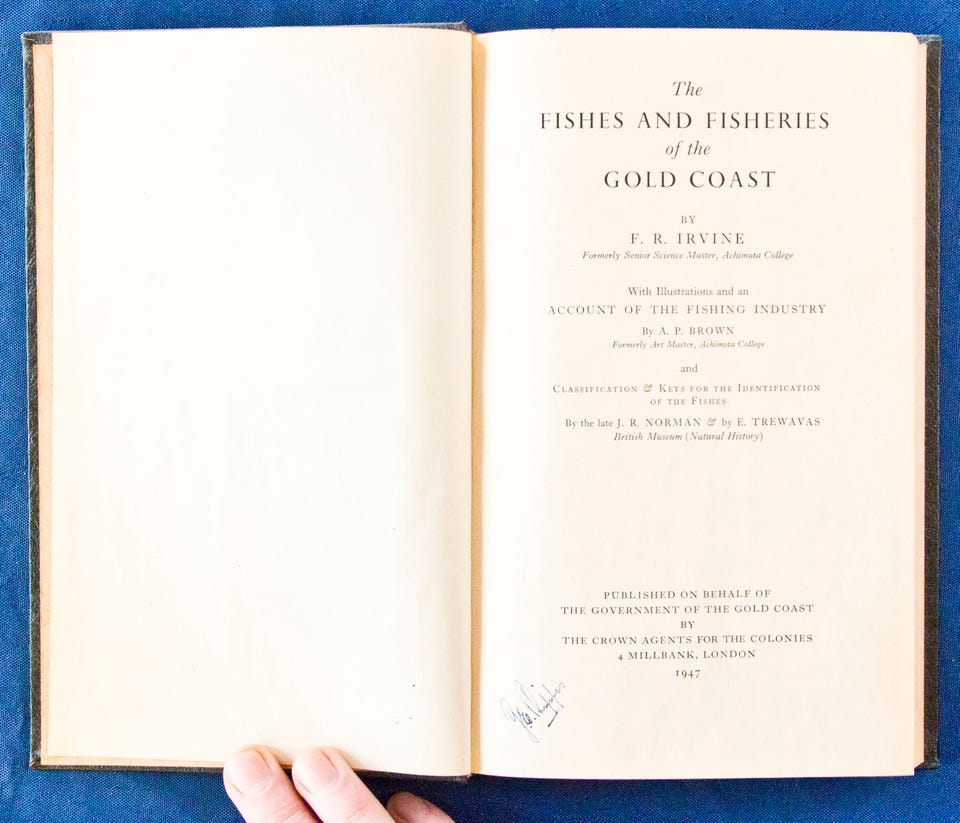 The
FISHES AND FISHERIES
of the
GOLD COAST
BY
F. R. IRVINE
Formerly Senior Science Master, Achimota College
With Illustrations and an
ACCOUNT OF THE FISHING INDUSTRY
By A. P. BROWN
Formerly Art Master, Achimota College
and
CLASSIFICATION & KEYS FOR THE IDENTIFICATION
OF THE FISHES
By the late J. R. NORMAN & by E. TREWAVAS
British Museum (Natural History)
PUBLISHED ON BEHALF OF
THE GOVERNMENT OF THE GOLD COAST
BY
THE CROWN AGENTS FOR THE COLONIES
4 MILLBANK, LONDON
1947